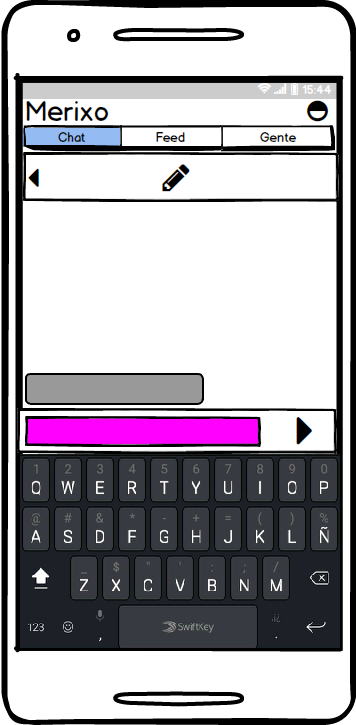 15:44
Merixo
Chat Feed Gente
1 2 3 4 5 6 7 8 9 0
Q W E R T Y U I O P
@ # & * - + = ( ) %
A S D F G H J K L Ñ
_ $ " ' : ; /
Z X C V B N M
123 , SwiftKey .